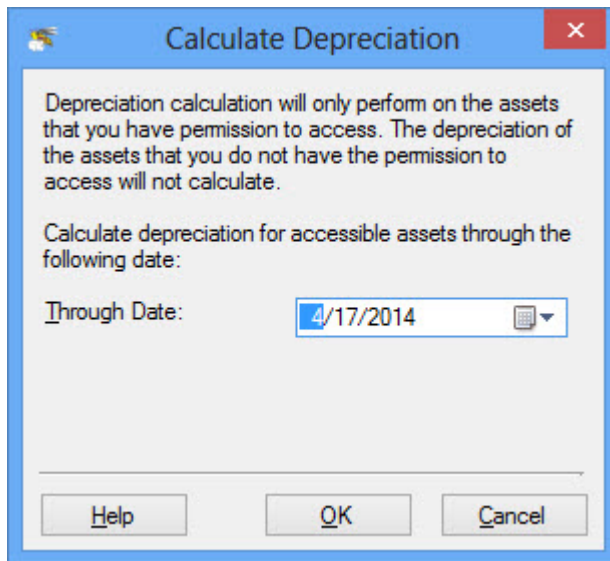 Calculate Depreciation
Depreciation calculation will only perform on the assets
that you have permission to access. The depreciation of
the assets that you do not have the permission to
access will not calculate.
Calculate depreciation for accessible assets through the
following date:
Through Date: 4/17/2014
Help OK Cancel